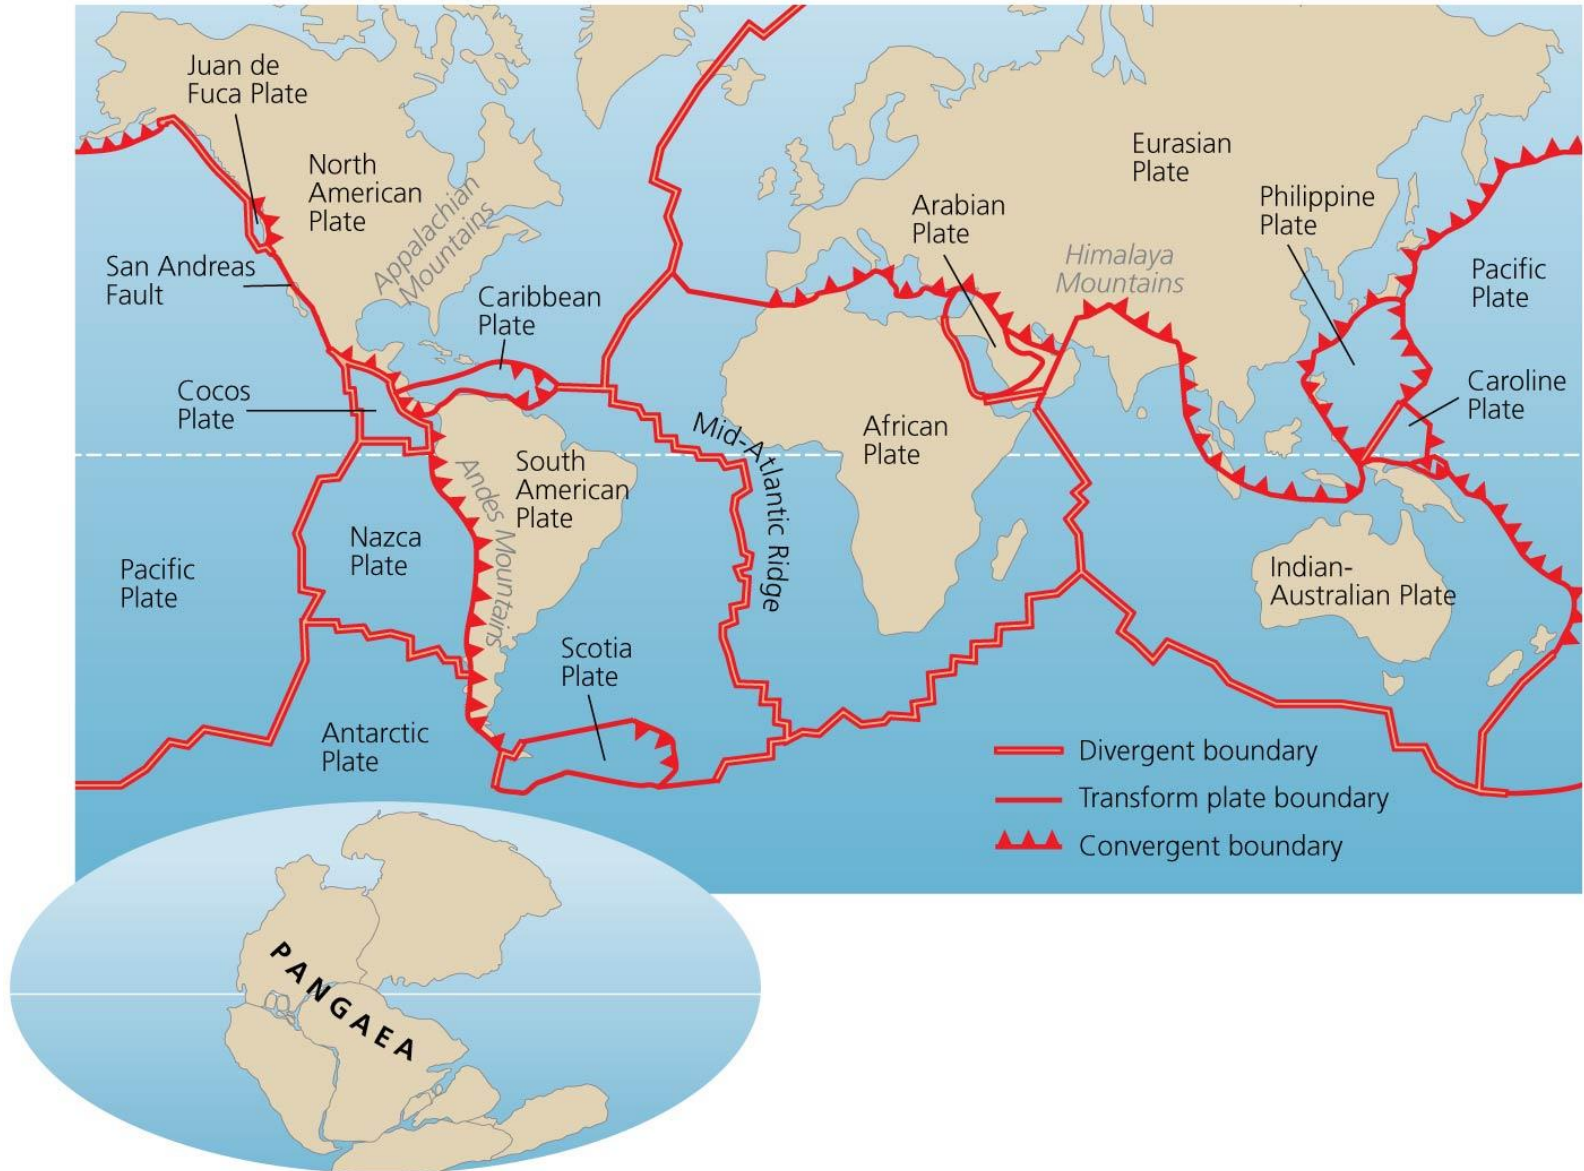 Juan de
Fuca Plate
North
American
Plate
Appalachian
Mountains
San Andreas
Fault
Caribbean
Plate
Cocos
Plate
Eurasian
Plate
Arabian
Plate
Himalaya
Mountains
Philippine
Plate
Pacific
Plate
Caroline
Plate
African
Plate
Mid-Atlantic Ridge
South
American
Plate
Andes Mountains
Nazca
Plate
Pacific
Plate
Indian-
Australian Plate
Scotia
Plate
Antarctic
Plate
Divergent boundary
Transform plate boundary
Convergent boundary
PANGAEA